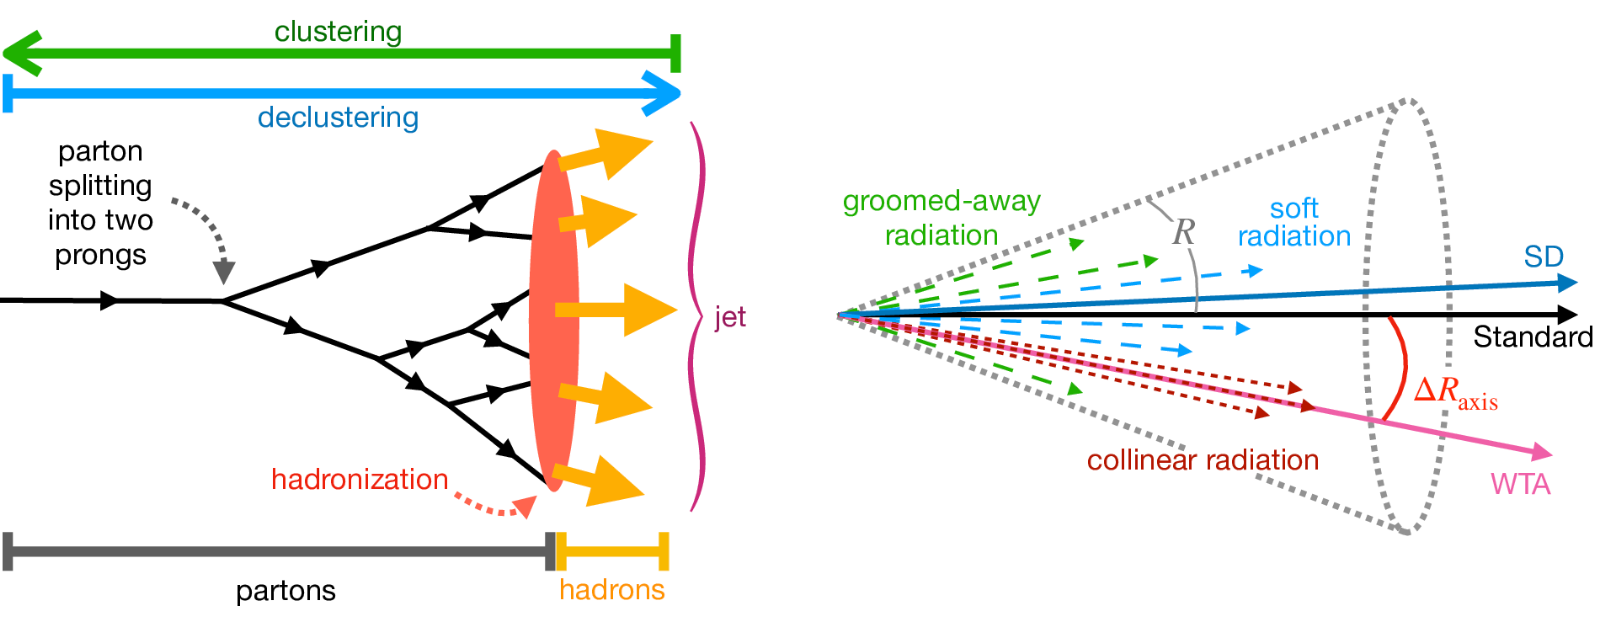 clustering
declustering
parton
splitting
into two
prongs
hadronization
jet
partons
hadrons
groomed-away
radiation
R
soft
radiation
SD
Standard
ΔR_axis
collinear radiation
WTA